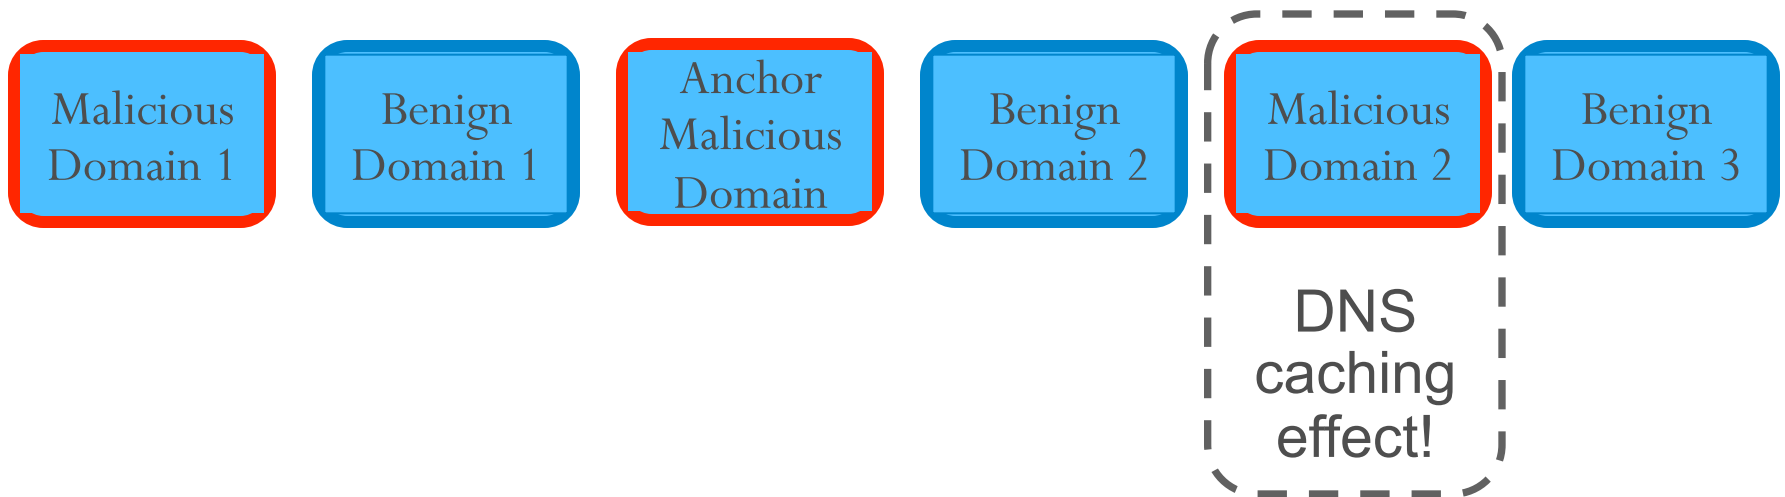 Malicious
Domain 1
Benign
Domain 1
Anchor
Malicious
Domain
Benign
Domain 2
Malicious
Domain 2
Benign
Domain 3
DNS
caching
effect!